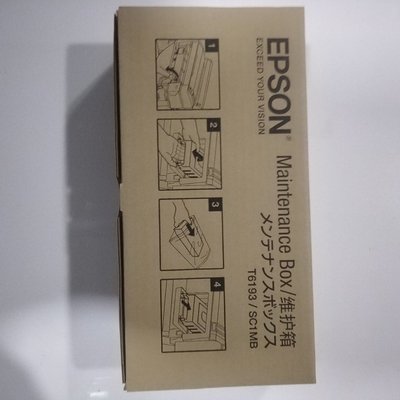 EPSON®
EXCEED YOUR VISION
Maintenance Box/维护箱
メンテナンスボックス
T6193 / SC1MB
1
2
3
4